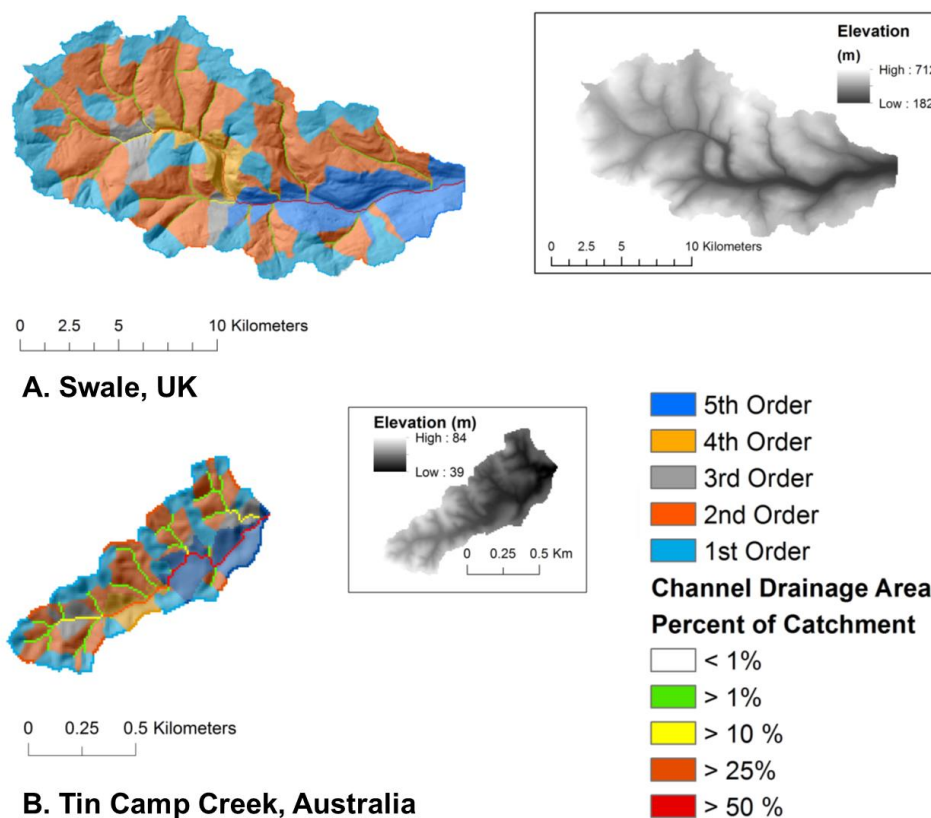 Elevation
(m)
High : 712
Low : 182
0 2.5 5 10 Kilometers
0 2.5 5 10 Kilometers
A. Swale, UK
Elevation (m)
High : 84
Low : 39
0 0.25 0.5 Km
0 0.25 0.5 Kilometers
B. Tin Camp Creek, Australia
5th Order
4th Order
3rd Order
2nd Order
1st Order
Channel Drainage Area
Percent of Catchment
< 1%
> 1%
> 10 %
> 25%
> 50 %